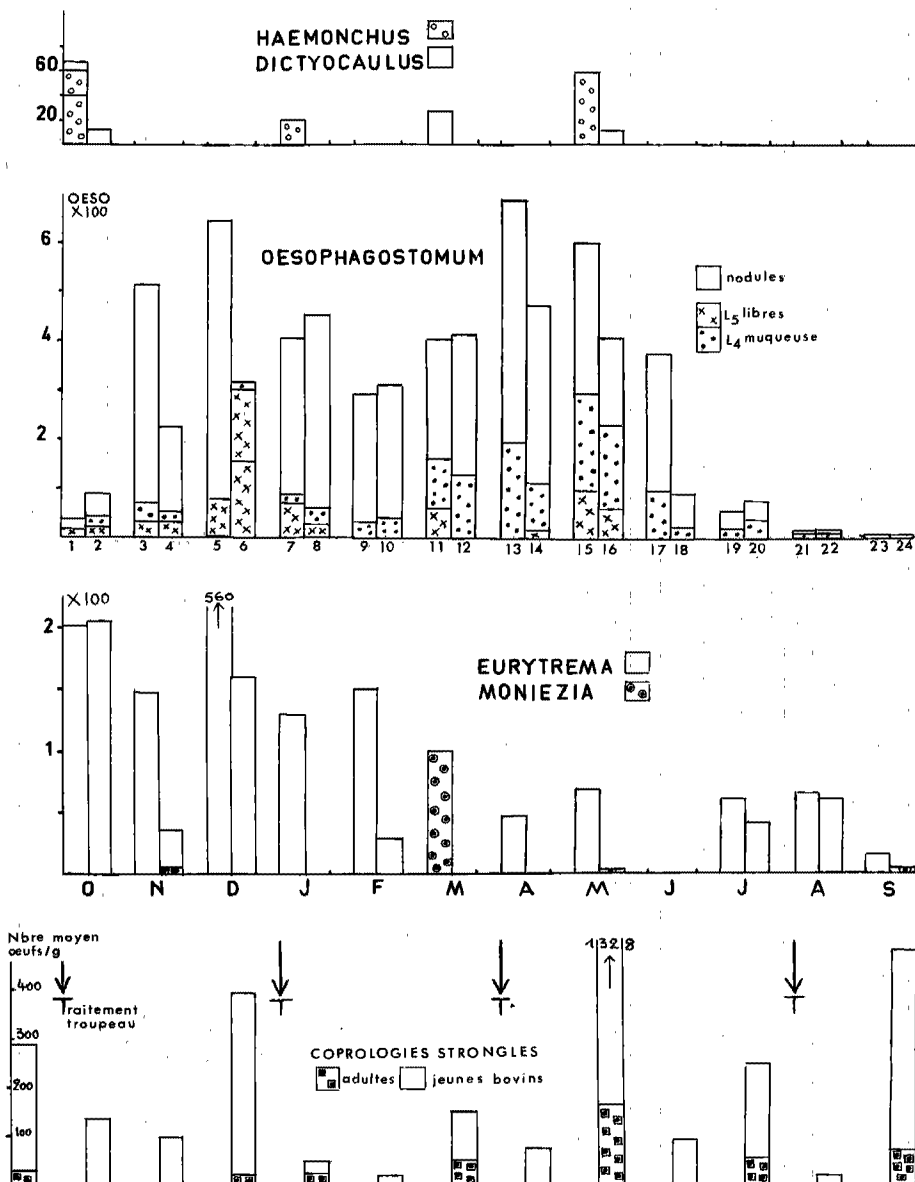 HAEMONCHUS
DICTYOCAULUS
60
20
OESO
X100
6
4
2
OESOPHAGOSTOMUM
nodules
L5 libres
L4 muqueuse
1 2 3 4 5 6 7 8 9 10 11 12 13 14 15 16 17 18 19 20 21 22 23 24
X100
560
2
1
EURYTREMA
MONIEZIA
O N D J F M A M J J A S
Nbre moyen
oeufs/g
400
300
200
100
T T T T
Traitement
troupeau
1328
COPROLOGIES STRONGLES
adultes jeunes bovins